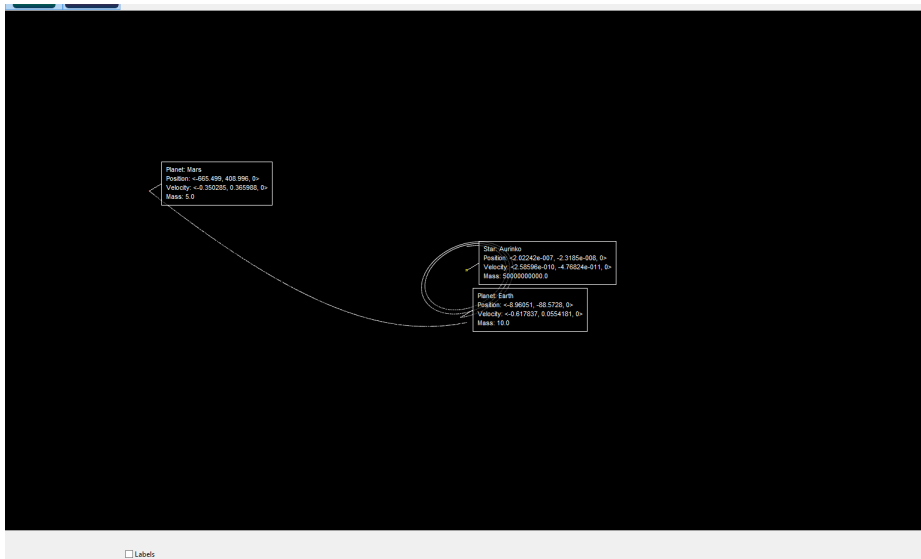 Planet: Mars
Position: <-665.499, 408.996, 0>
Velocity: <-0.350285, 0.365988, 0>
Mass: 5.0
Star: Aurinko
Position: <2.02242e-007, -2.3185e-008, 0>
Velocity: <2.58596e-010, -4.76824e-011, 0>
Mass: 50000000000.0
Planet: Earth
Position: <-8.96051, -88.5728, 0>
Velocity: <-0.617837, 0.0554181, 0>
Mass: 10.0
Labels